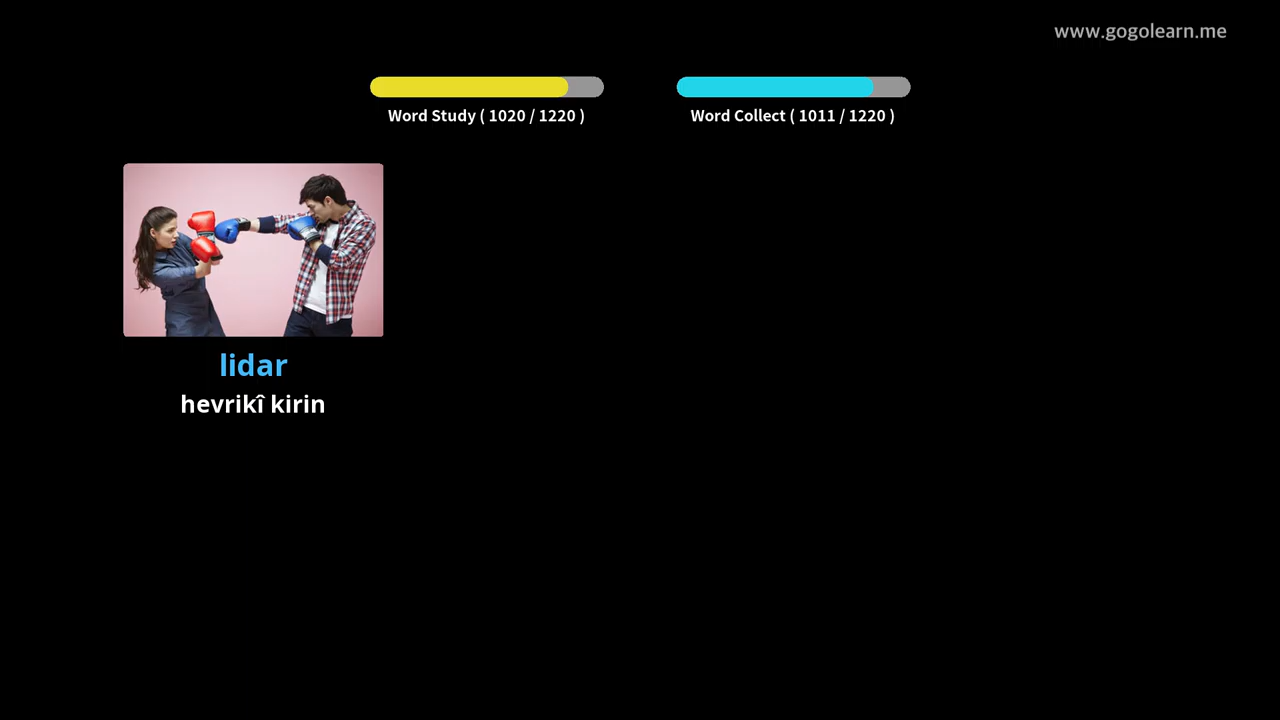 www.gogolearn.me
Word Study ( 1020 / 1220 )
Word Collect ( 1011 / 1220 )
lidar
hevrikî kirin